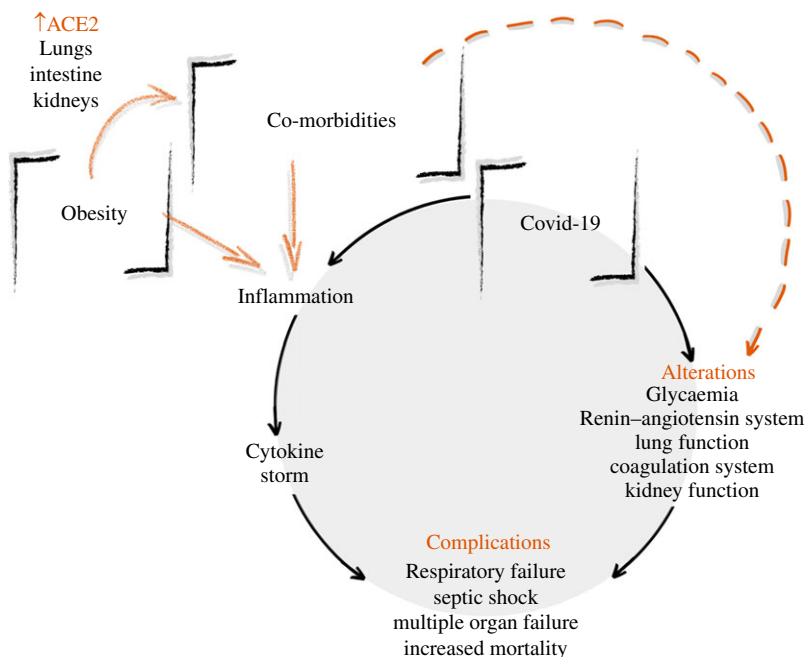 ↑ACE2
Lungs
intestine
kidneys
Co-morbidities
Obesity
Covid-19
Inflammation
Alterations
Glycaemia
Renin–angiotensin system
lung function
coagulation system
kidney function
Cytokine
storm
Complications
Respiratory failure
septic shock
multiple organ failure
increased mortality